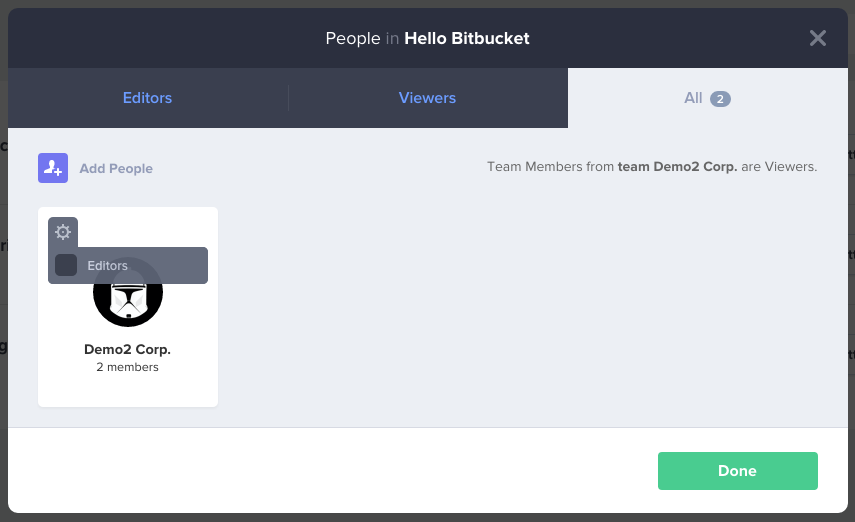 People in Hello Bitbucket
Editors
Viewers
All 2
Add People
Team Members from team Demo2 Corp. are Viewers.
Editors
Demo2 Corp.
2 members
Done